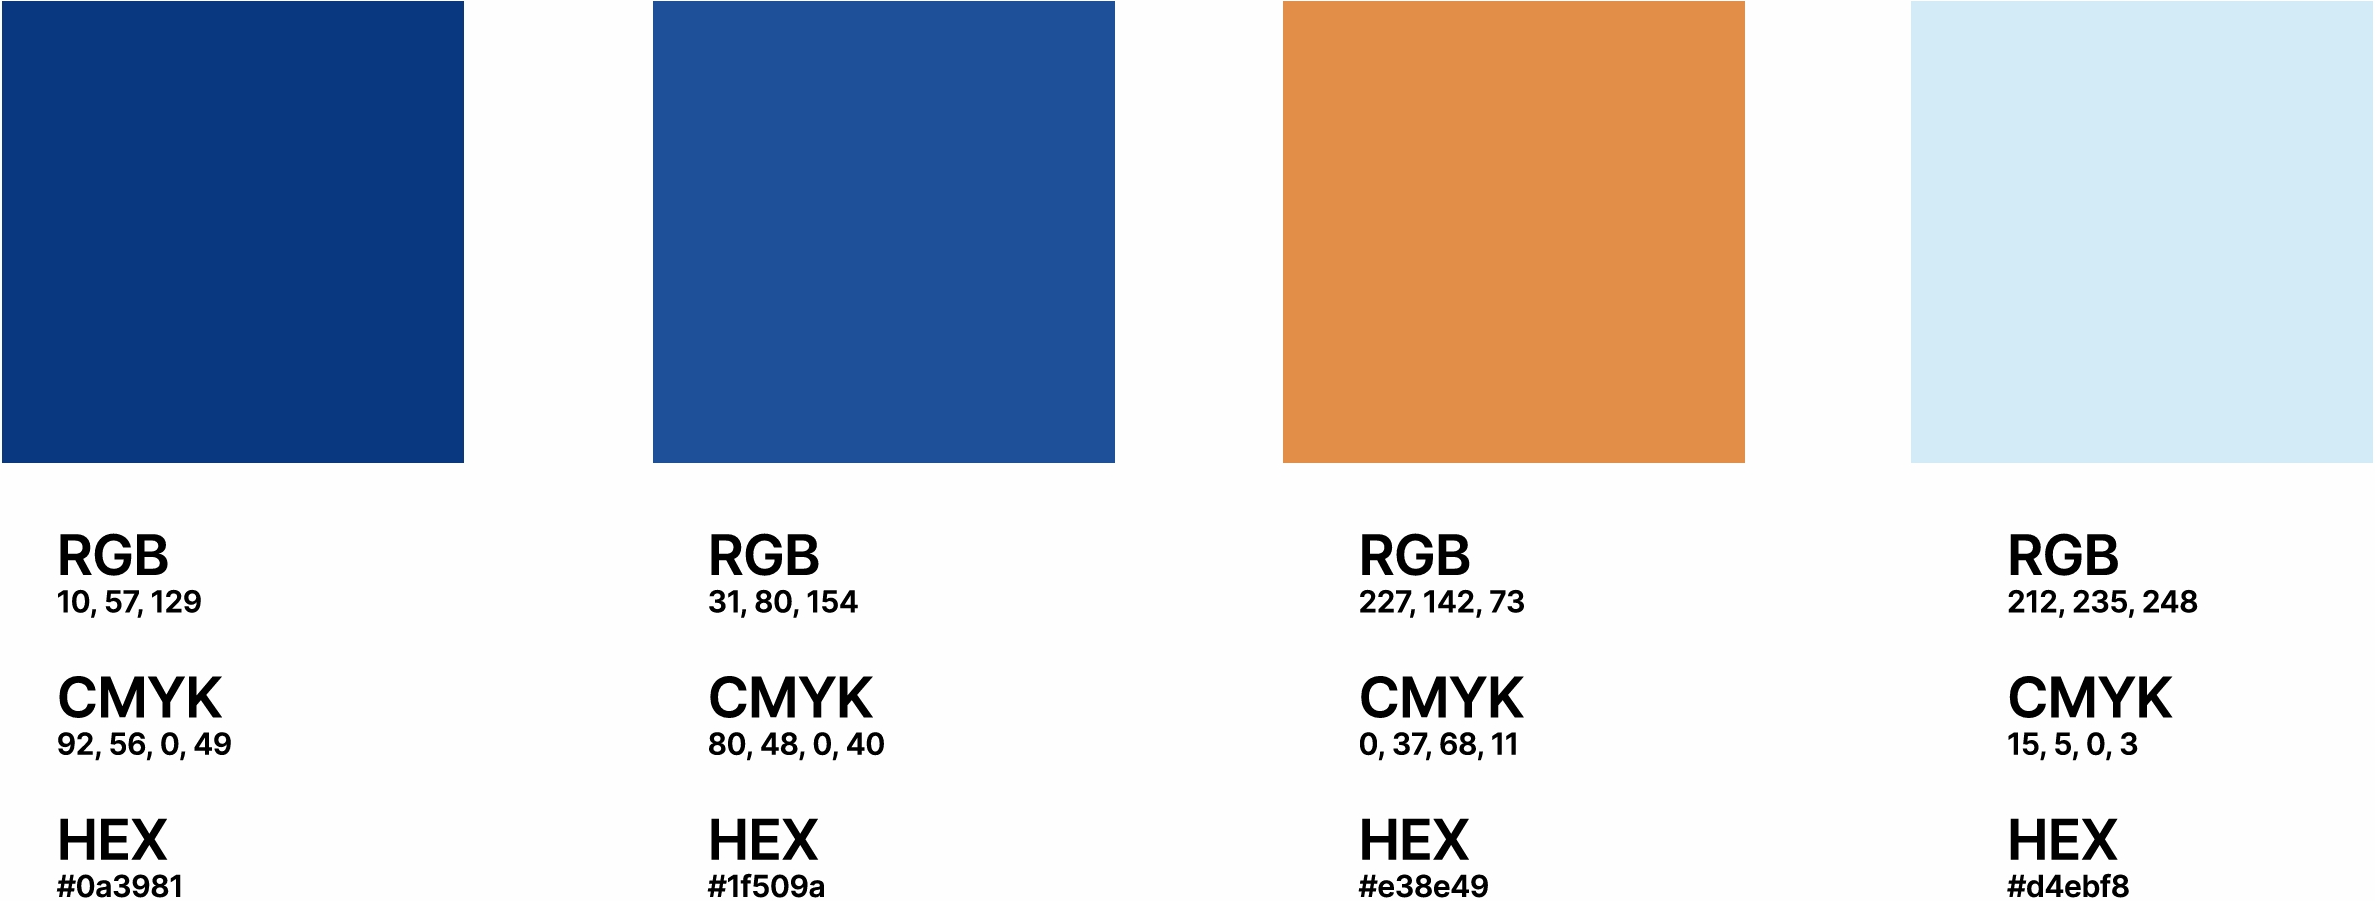 RGB
10, 57, 129
CMYK
92, 56, 0, 49
HEX
#0a3981
RGB
31, 80, 154
CMYK
80, 48, 0, 40
HEX
#1f509a
RGB
227, 142, 73
CMYK
0, 37, 68, 11
HEX
#e38e49
RGB
212, 235, 248
CMYK
15, 5, 0, 3
HEX
#d4ebf8